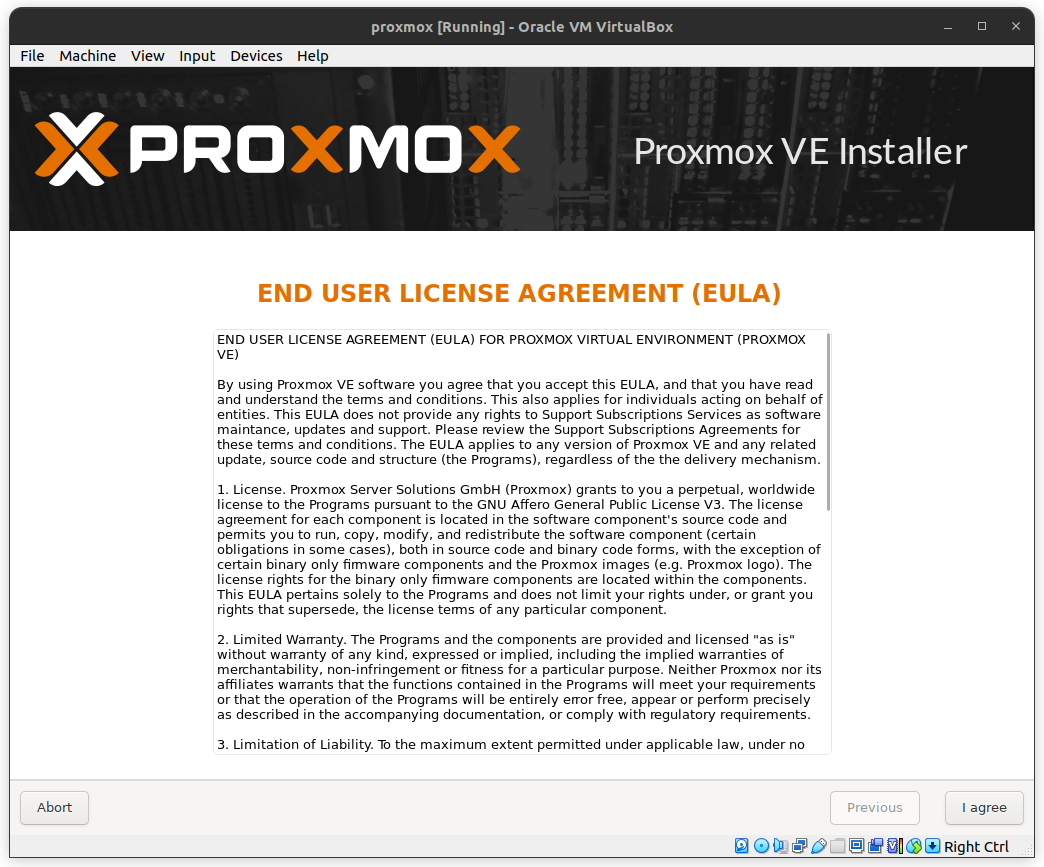 proxmox [Running] - Oracle VM VirtualBox
File Machine View Input Devices Help
PROXMOX
Proxmox VE Installer
END USER LICENSE AGREEMENT (EULA)
END USER LICENSE AGREEMENT (EULA) FOR PROXMOX VIRTUAL ENVIRONMENT (PROXMOX
VE)
By using Proxmox VE software you agree that you accept this EULA, and that you have read
and understand the terms and conditions. This also applies for individuals acting on behalf of
entities. This EULA does not provide any rights to Support Subscriptions Services as software
maintance, updates and support. Please review the Support Subscriptions Agreements for
these terms and conditions. The EULA applies to any version of Proxmox VE and any related
update, source code and structure (the Programs), regardless of the the delivery mechanism.
1. License. Proxmox Server Solutions GmbH (Proxmox) grants to you a perpetual, worldwide
license to the Programs pursuant to the GNU Affero General Public License V3. The license
agreement for each component is located in the software component's source code and
permits you to run, copy, modify, and redistribute the software component (certain
obligations in some cases), both in source code and binary code forms, with the exception of
certain binary only firmware components and the Proxmox images (e.g. Proxmox logo). The
license rights for the binary only firmware components are located within the components.
This EULA pertains solely to the Programs and does not limit your rights under, or grant you
rights that supersede, the license terms of any particular component.
2. Limited Warranty. The Programs and the components are provided and licensed "as is"
without warranty of any kind, expressed or implied, including the implied warranties of
merchantability, non-infringement or fitness for a particular purpose. Neither Proxmox nor its
affiliates warrants that the functions contained in the Programs will meet your requirements
or that the operation of the Programs will be entirely error free, appear or perform precisely
as described in the accompanying documentation, or comply with regulatory requirements.
3. Limitation of Liability. To the maximum extent permitted under applicable law, under no
Abort
Previous
I agree
Right Ctrl